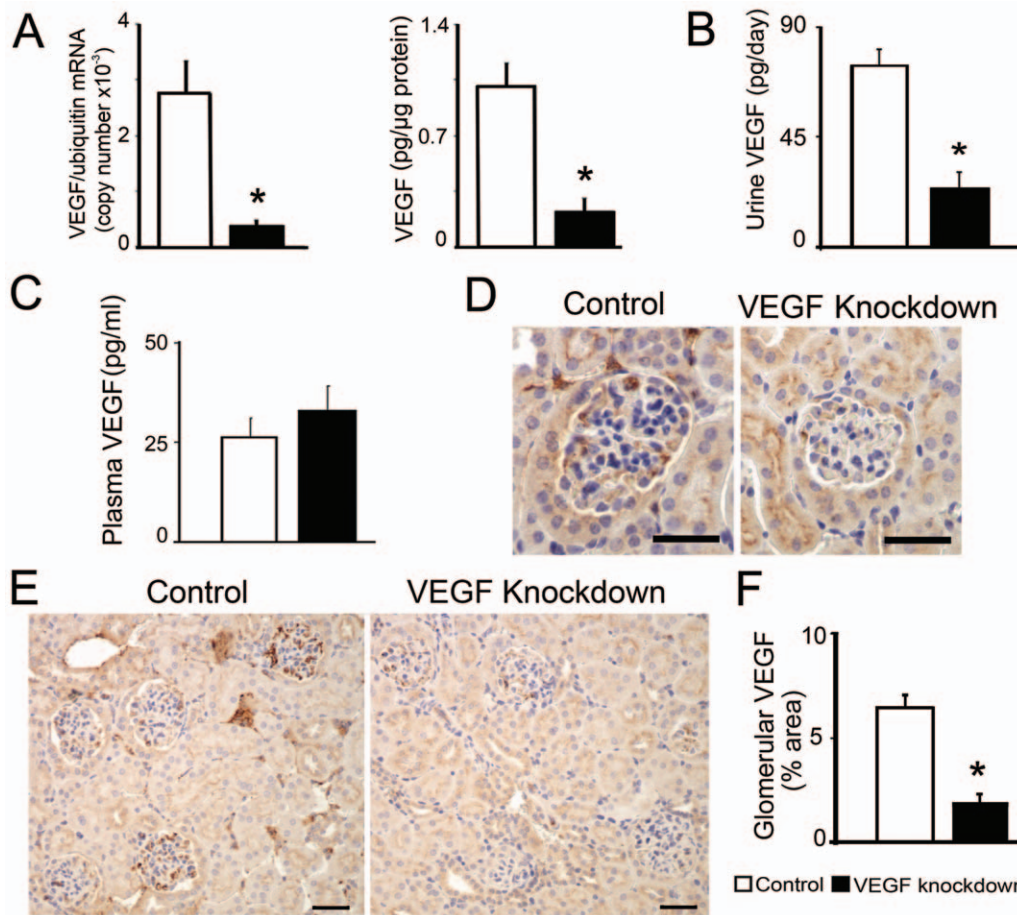 A
VEGF/ubiquitin mRNA
(copy number x10⁻³)
4
2
0
*
VEGF (pg/µg protein)
1.4
0.7
0
*
B
Urine VEGF (pg/day)
90
45
0
*
C
Plasma VEGF (pg/ml)
50
25
0
D
Control
VEGF Knockdown
E
Control
VEGF Knockdown
F
Glomerular VEGF
(% area)
10
5
0
*
Control
VEGF knockdown